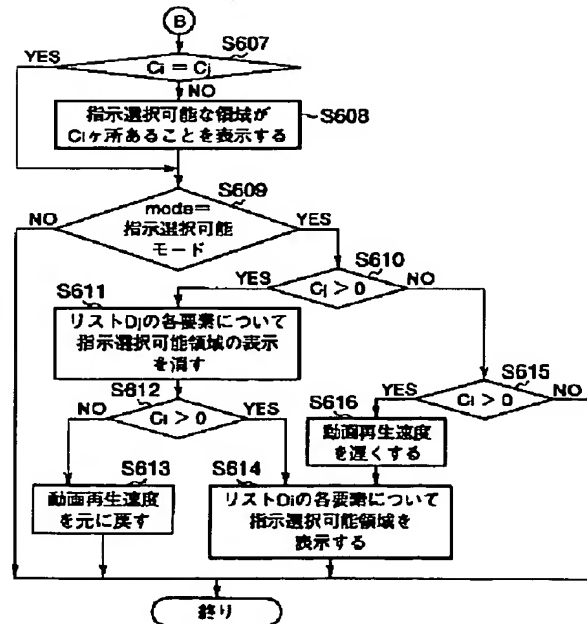 B
S607
YES
Ci = Cj
NO
指示選択可能な領域が
Ciヶ所あることを表示する
S608
S609
NO
mode=
指示選択可能
モード
YES
S610
YES
Cj > 0
NO
S611
リストDjの各要素について
指示選択可能領域の表示
を消す
S612
NO
Ci > 0
YES
S615
YES
Ci > 0
NO
S616
動画再生速度
を遅くする
S613
動画再生速度
を元に戻す
S614
リストDiの各要素について
指示選択可能領域を
表示する
終り